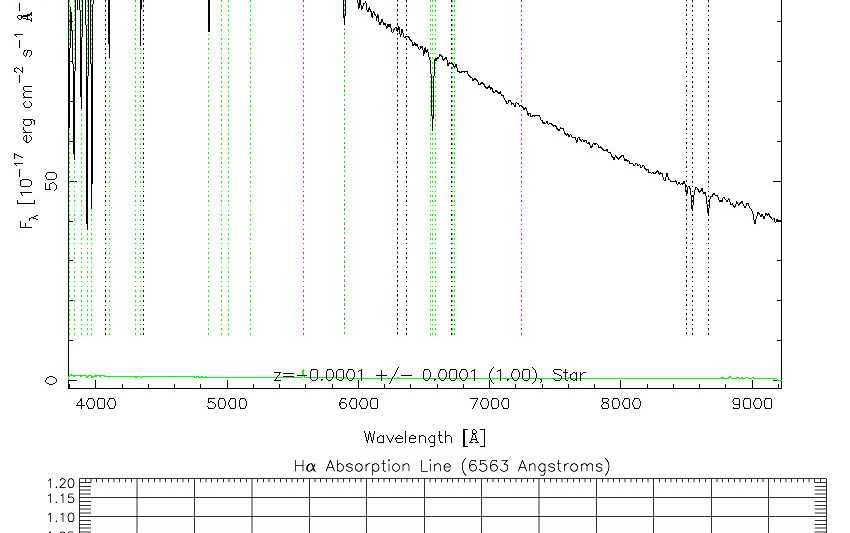 F_λ [10^-17 erg cm^-2 s^-1 Å^-
50
0
z=-0.0001 +/- 0.0001 (1.00), Star
4000 5000 6000 7000 8000 9000
Wavelength [Å]
Hα Absorption Line (6563 Angstroms)
1.20
1.15
1.10